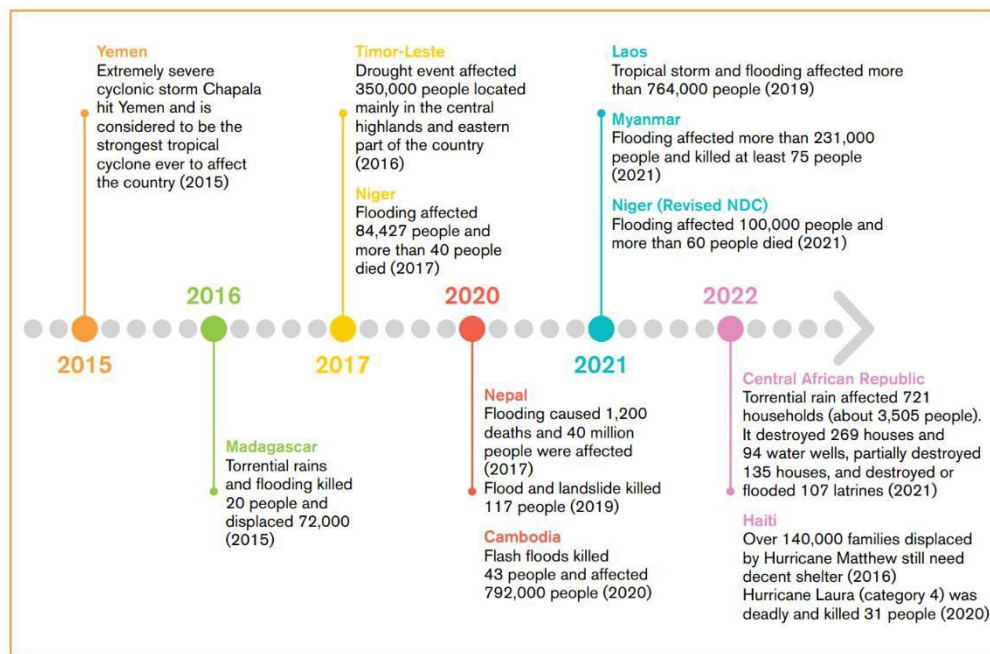 Yemen
Extremely severe
cyclonic storm Chapala
hit Yemen and is
considered to be the
strongest tropical
cyclone ever to affect
the country (2015)
Timor-Leste
Drought event affected
350,000 people located
mainly in the central
highlands and eastern
part of the country
(2016)
Niger
Flooding affected
84,427 people and
more than 40 people
died (2017)
Laos
Tropical storm and flooding affected more
than 764,000 people (2019)
Myanmar
Flooding affected more than 231,000
people and killed at least 75 people
(2021)
Niger (Revised NDC)
Flooding affected 100,000 people and
more than 60 people died (2021)
2016
2020
2022
2015
2017
2021
Madagascar
Torrential rains
and flooding killed
20 people and
displaced 72,000
(2015)
Nepal
Flooding caused 1,200
deaths and 40 million
people were affected
(2017)
Flood and landslide killed
117 people (2019)
Cambodia
Flash floods killed
43 people and affected
792,000 people (2020)
Central African Republic
Torrential rain affected 721
households (about 3,505 people).
It destroyed 269 houses and
94 water wells, partially destroyed
135 houses, and destroyed or
flooded 107 latrines (2021)
Haiti
Over 140,000 families displaced
by Hurricane Matthew still need
decent shelter (2016)
Hurricane Laura (category 4) was
deadly and killed 31 people (2020)